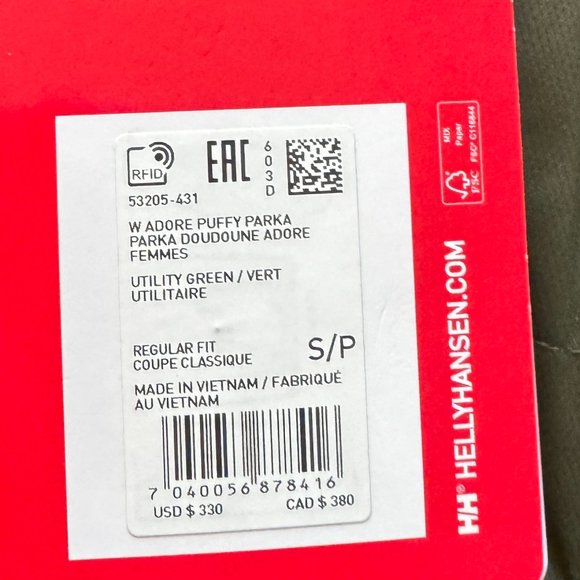 RFID
EAC
603D
53205-431
W ADORE PUFFY PARKA
PARKA DOUDOUNE ADORE
FEMMES
UTILITY GREEN / VERT
UTILITAIRE
REGULAR FIT
COUPE CLASSIQUE
S/P
MADE IN VIETNAM / FABRIQUÉ
AU VIETNAM
7 040056 878416
USD $ 330
CAD $ 380
HH® HELLYHANSEN.COM
FSC
MIX
Paper
FSC® C116844